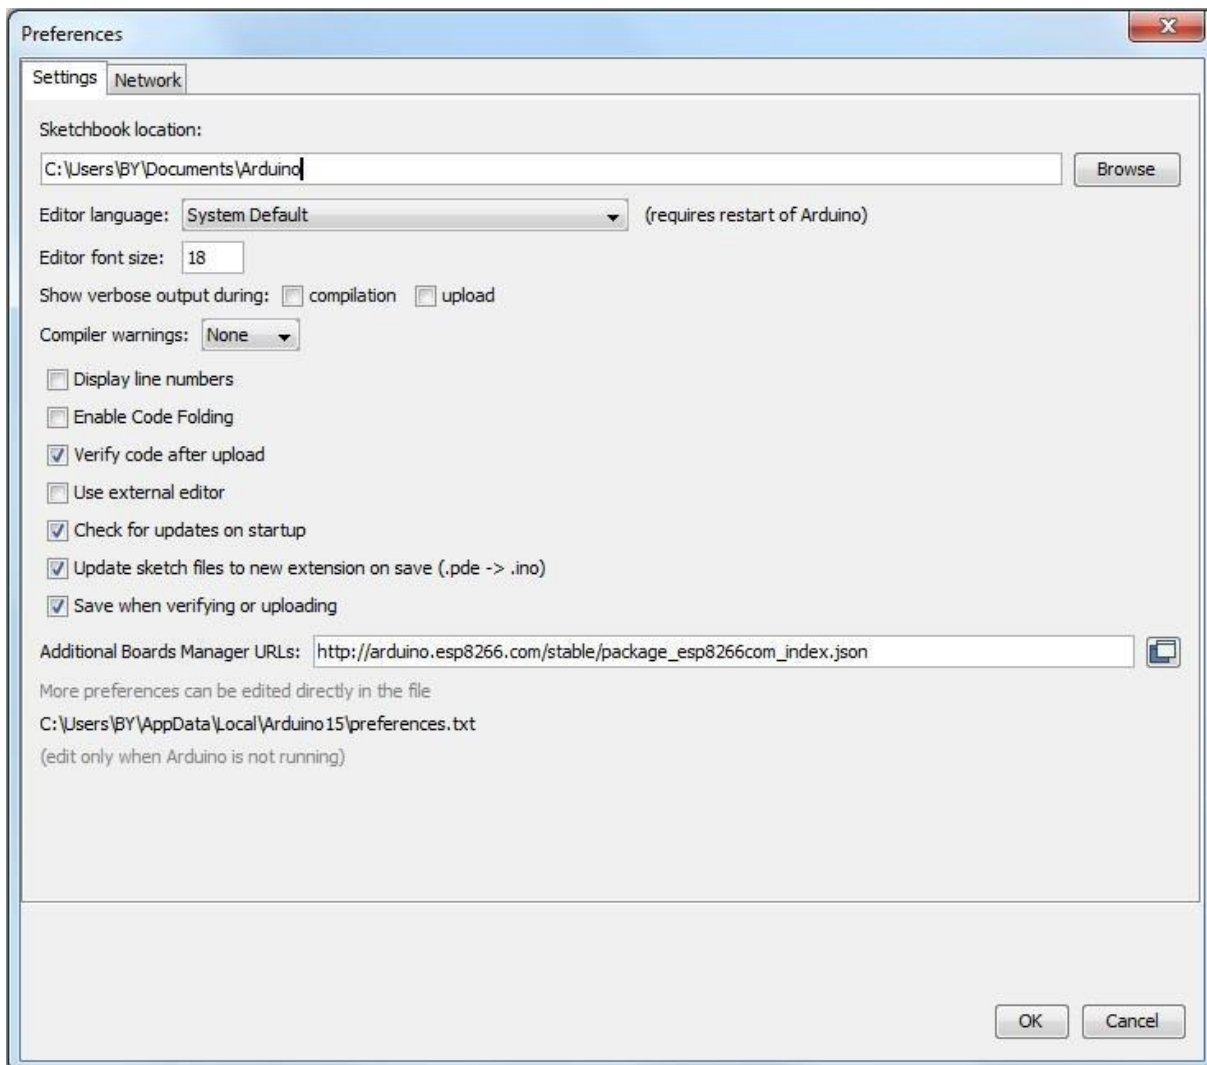 Preferences
Settings Network
Sketchbook location:
C:\Users\BY\Documents\Arduino Browse
Editor language: System Default (requires restart of Arduino)
Editor font size: 18
Show verbose output during: compilation upload
Compiler warnings: None
Display line numbers
Enable Code Folding
Verify code after upload
Use external editor
Check for updates on startup
Update sketch files to new extension on save (.pde -> .ino)
Save when verifying or uploading
Additional Boards Manager URLs: http://arduino.esp8266.com/stable/package_esp8266com_index.json
More preferences can be edited directly in the file
C:\Users\BY\AppData\Local\Arduino15\preferences.txt
(edit only when Arduino is not running)
OK Cancel